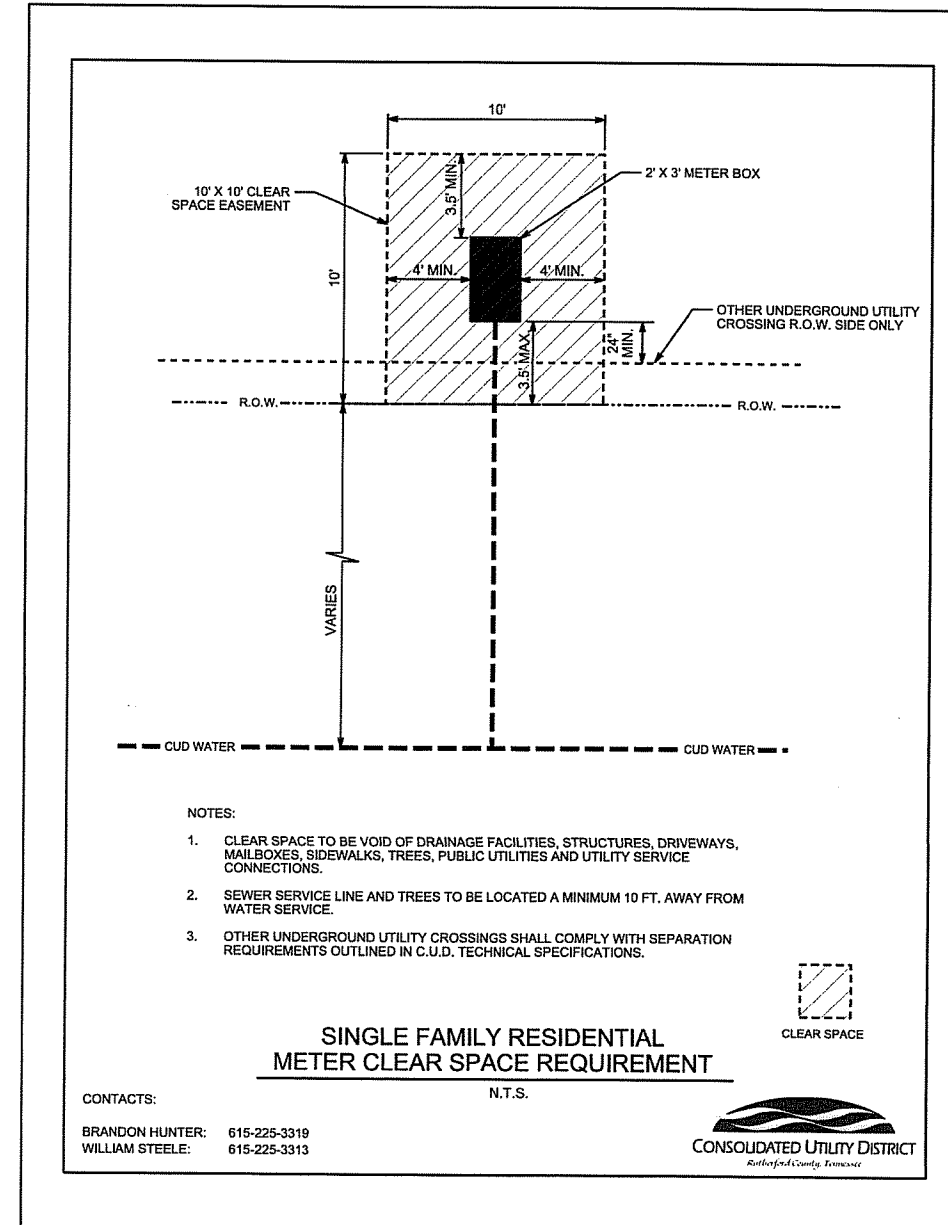 10'
10' X 10' CLEAR
SPACE EASEMENT
3.5' MIN.
2' X 3' METER BOX
10'
4' MIN.
4' MIN.
OTHER UNDERGROUND UTILITY
CROSSING R.O.W. SIDE ONLY
3.5' MAX.
24"
MIN.
R.O.W.
R.O.W.
VARIES
CUD WATER
CUD WATER
NOTES:
1. CLEAR SPACE TO BE VOID OF DRAINAGE FACILITIES, STRUCTURES, DRIVEWAYS,
MAILBOXES, SIDEWALKS, TREES, PUBLIC UTILITIES AND UTILITY SERVICE
CONNECTIONS.
2. SEWER SERVICE LINE AND TREES TO BE LOCATED A MINIMUM 10 FT. AWAY FROM
WATER SERVICE.
3. OTHER UNDERGROUND UTILITY CROSSINGS SHALL COMPLY WITH SEPARATION
REQUIREMENTS OUTLINED IN C.U.D. TECHNICAL SPECIFICATIONS.
CLEAR SPACE
SINGLE FAMILY RESIDENTIAL
METER CLEAR SPACE REQUIREMENT
N.T.S.
CONTACTS:
BRANDON HUNTER: 615-225-3319
WILLIAM STEELE: 615-225-3313
CONSOLIDATED UTILITY DISTRICT
Rutherford County, Tennessee